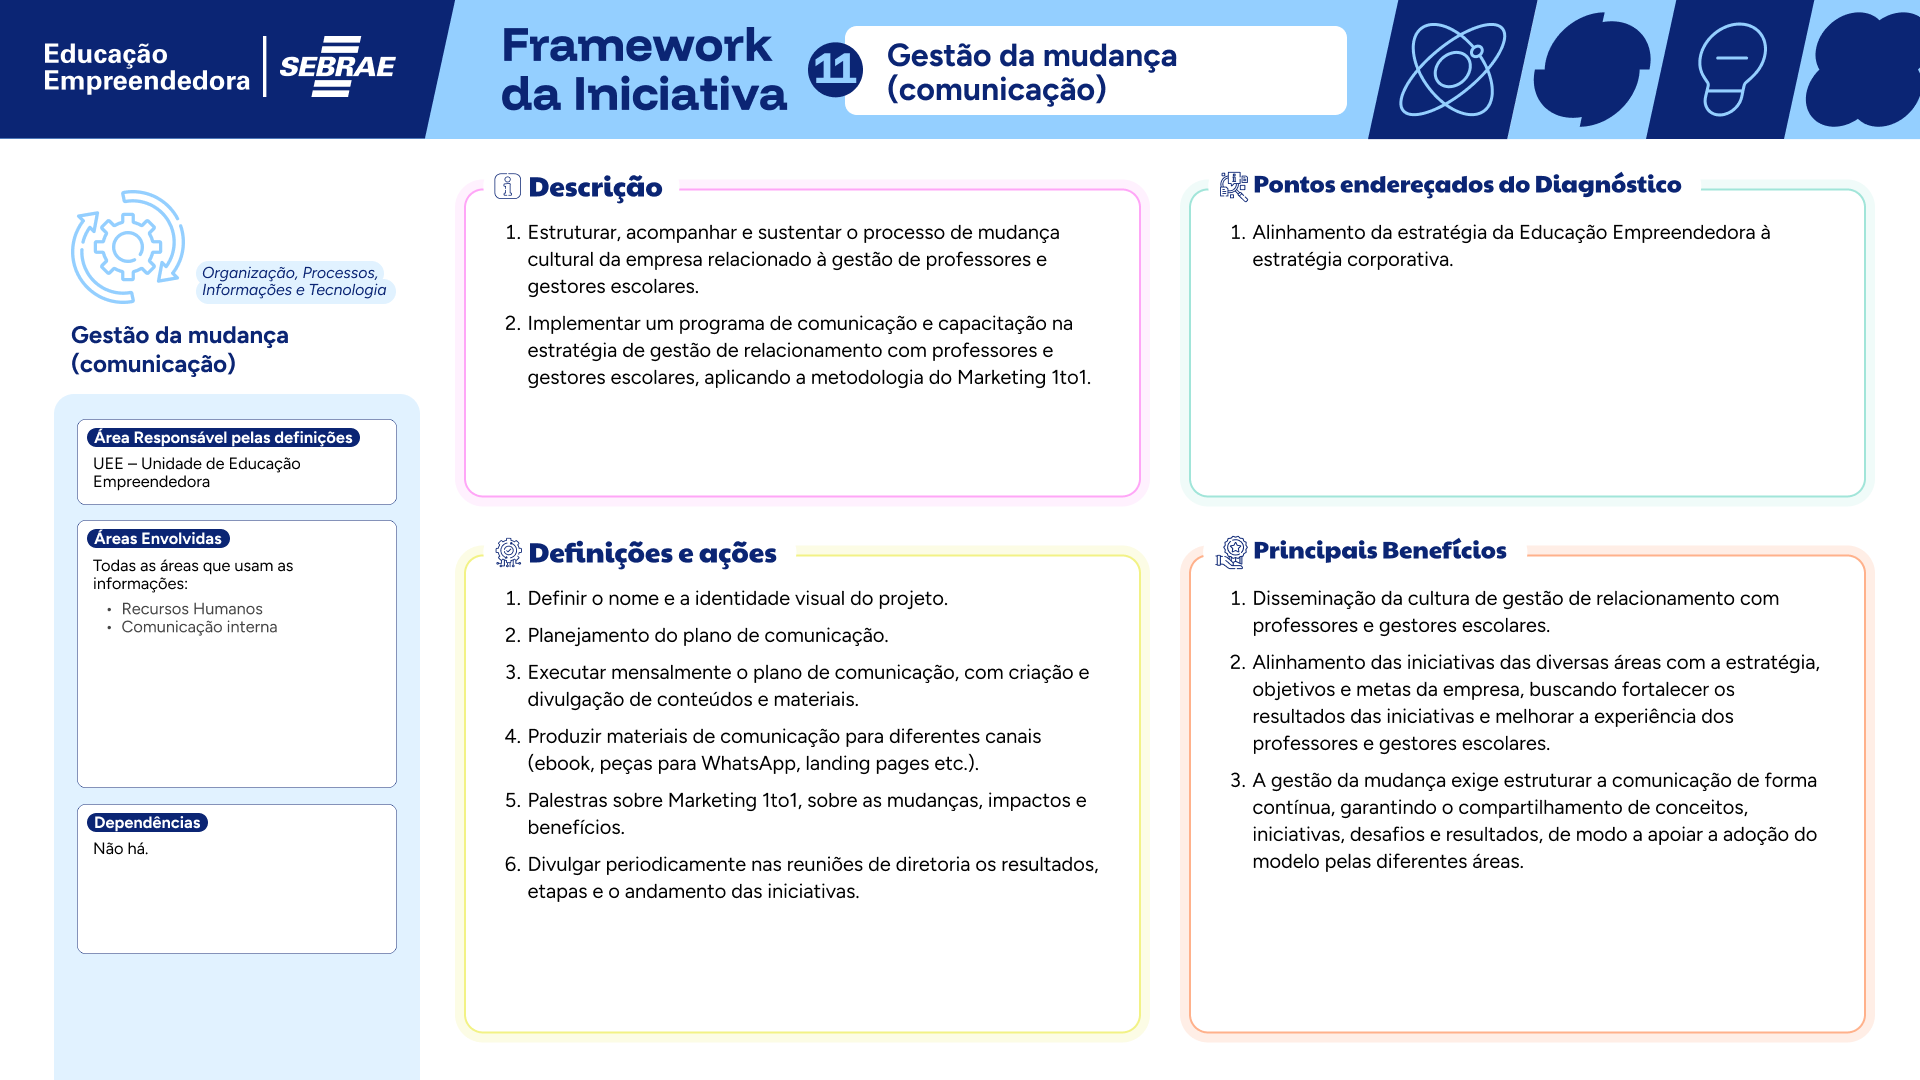 Educação
Empreendedora
SEBRAE
Framework
da Iniciativa
11
Gestão da mudança
(comunicação)
Organização, Processos,
Informações e Tecnologia
Gestão da mudança
(comunicação)
Área Responsável pelas definições
UEE – Unidade de Educação
Empreendedora
Áreas Envolvidas
Todas as áreas que usam as
informações:
• Recursos Humanos
• Comunicação interna
Dependências
Não há.
Descrição
1. Estruturar, acompanhar e sustentar o processo de mudança
cultural da empresa relacionado à gestão de professores e
gestores escolares.
2. Implementar um programa de comunicação e capacitação na
estratégia de gestão de relacionamento com professores e
gestores escolares, aplicando a metodologia do Marketing 1to1.
Pontos endereçados do Diagnóstico
1. Alinhamento da estratégia da Educação Empreendedora à
estratégia corporativa.
Definições e ações
1. Definir o nome e a identidade visual do projeto.
2. Planejamento do plano de comunicação.
3. Executar mensalmente o plano de comunicação, com criação e
divulgação de conteúdos e materiais.
4. Produzir materiais de comunicação para diferentes canais
(ebook, peças para WhatsApp, landing pages etc.).
5. Palestras sobre Marketing 1to1, sobre as mudanças, impactos e
benefícios.
6. Divulgar periodicamente nas reuniões de diretoria os resultados,
etapas e o andamento das iniciativas.
Principais Benefícios
1. Disseminação da cultura de gestão de relacionamento com
professores e gestores escolares.
2. Alinhamento das iniciativas das diversas áreas com a estratégia,
objetivos e metas da empresa, buscando fortalecer os
resultados das iniciativas e melhorar a experiência dos
professores e gestores escolares.
3. A gestão da mudança exige estruturar a comunicação de forma
contínua, garantindo o compartilhamento de conceitos,
iniciativas, desafios e resultados, de modo a apoiar a adoção do
modelo pelas diferentes áreas.